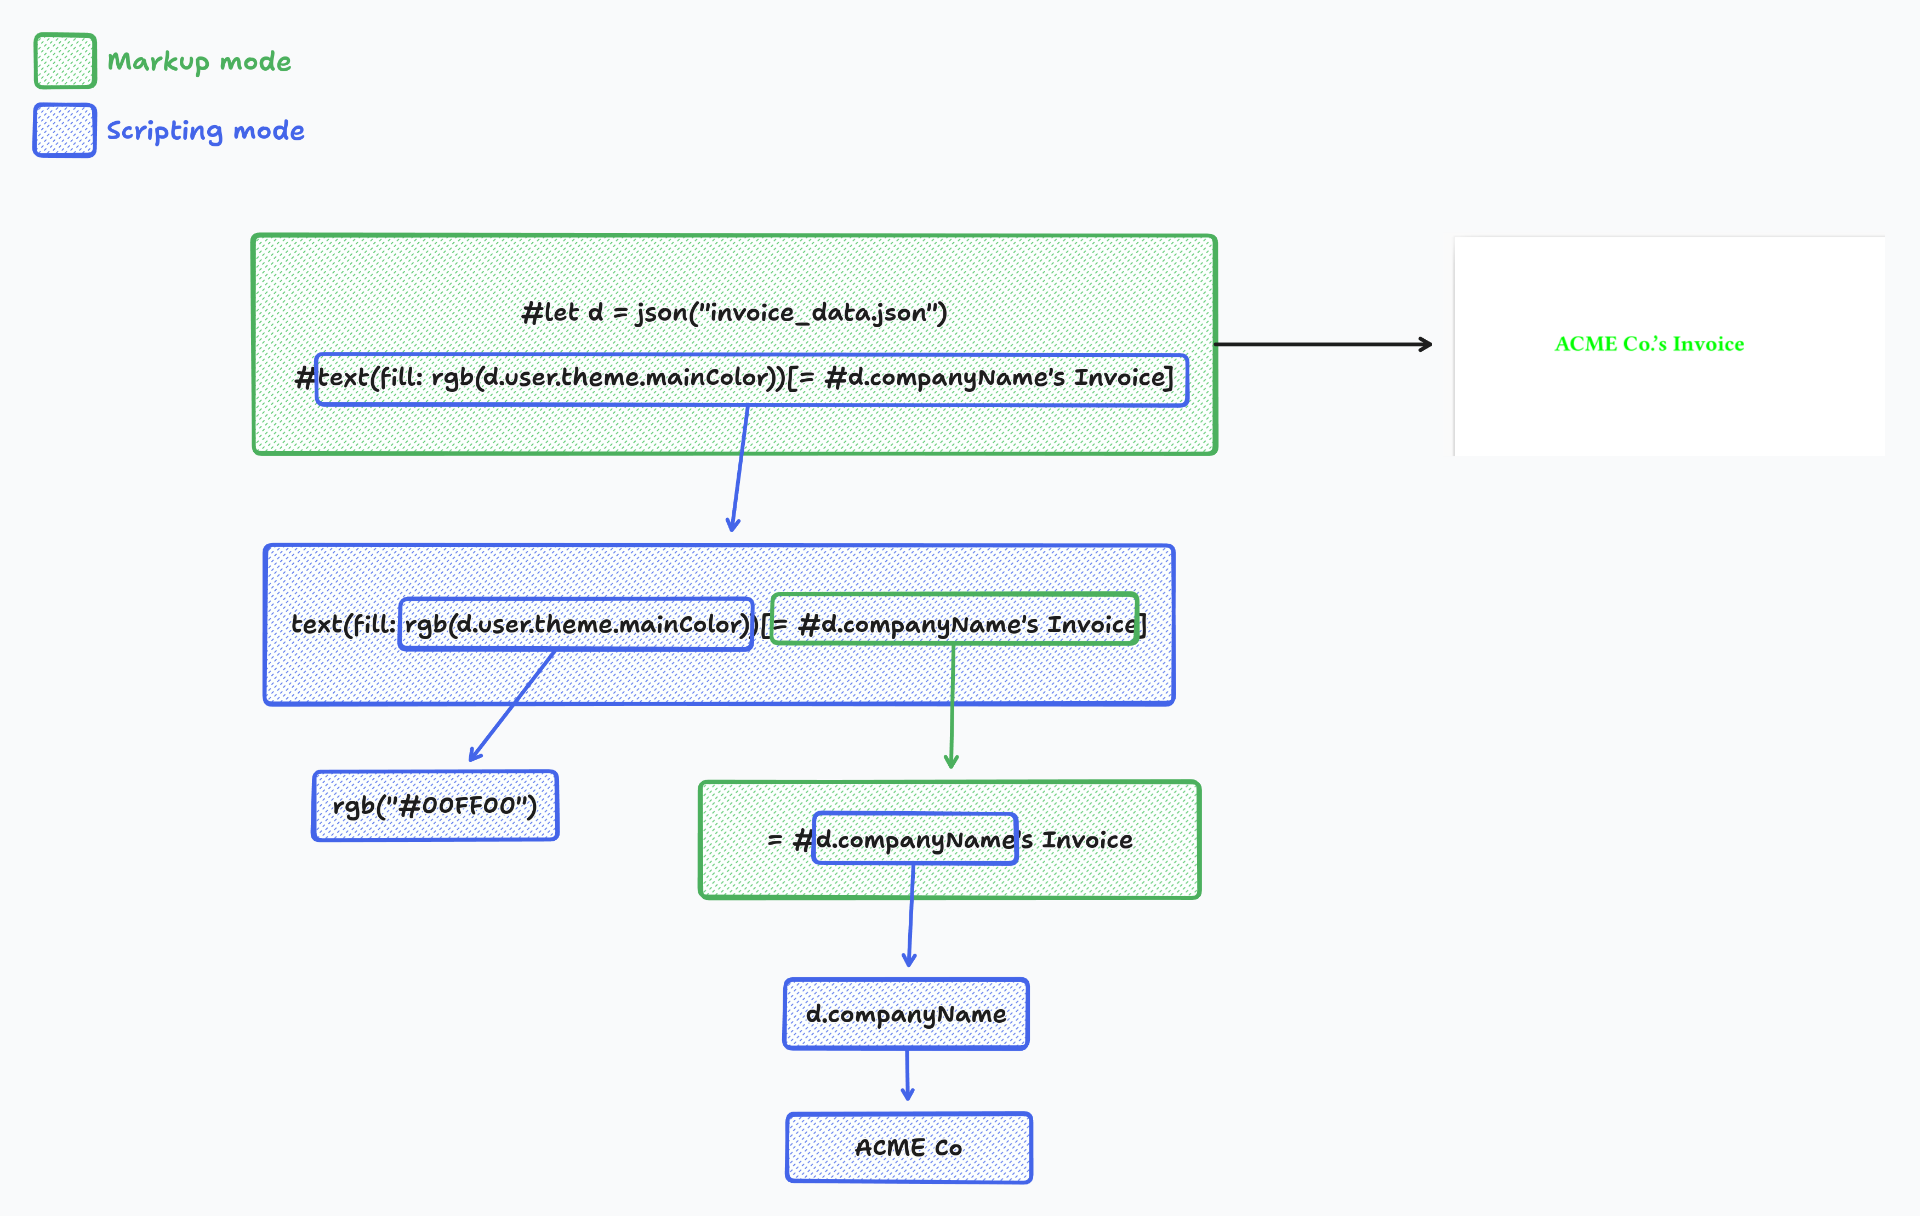 Markup mode
Scripting mode
#let d = json("invoice_data.json")
#text(fill: rgb(d.user.theme.mainColor))[= #d.companyName's Invoice]
ACME Co.’s Invoice
text(fill: rgb(d.user.theme.mainColor))[= #d.companyName's Invoice]
rgb("#00FF00")
= #d.companyName's Invoice
d.companyName
ACME Co